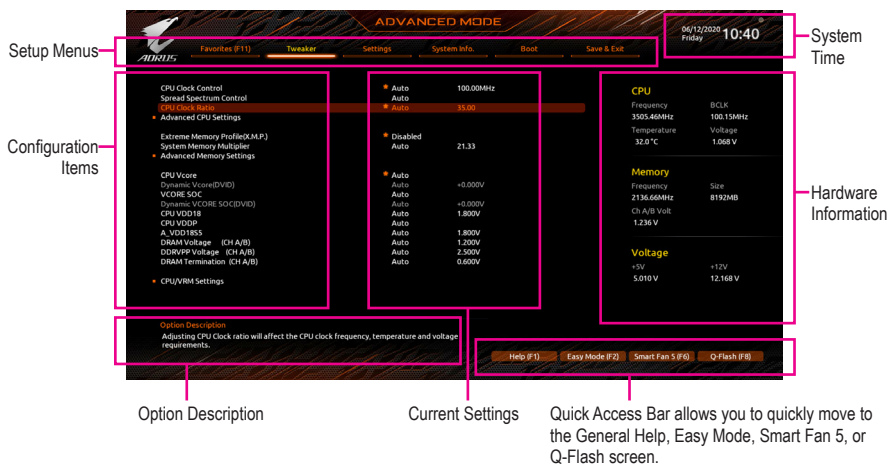 ADVANCED MODE
06/12/2020 Friday 10:40
System Time
Setup Menus
AORUS
Favorites (F11) Tweaker Settings System Info. Boot Save & Exit
Configuration Items
CPU Clock Control Auto 100.00MHz
Spread Spectrum Control Auto
CPU Clock Ratio Auto 35.00
Advanced CPU Settings
Extreme Memory Profile(X.M.P.) Disabled
System Memory Multiplier Auto 21.33
Advanced Memory Settings
CPU Vcore Auto
Dynamic Vcore(DVID) Auto +0.000V
VCORE SOC Auto
Dynamic VCORE SOC(DVID) Auto +0.000V
CPU VDD18 Auto 1.800V
CPU VDDP Auto
A_VDD18S5 Auto 1.800V
DRAM Voltage (CH A/B) Auto 1.200V
DDRVPP Voltage (CH A/B) Auto 2.500V
DRAM Termination (CH A/B) Auto 0.600V
CPU/VRM Settings
CPU
Frequency BCLK
3505.46MHz 100.15MHz
Temperature Voltage
32.0 °C 1.068 V
Memory
Frequency Size
2136.66MHz 8192MB
Ch A/B Volt
1.236 V
Voltage
+5V +12V
5.010 V 12.168 V
Hardware Information
Option Description
Adjusting CPU Clock ratio will affect the CPU clock frequency, temperature and voltage
requirements.
Help (F1) Easy Mode (F2) Smart Fan 5 (F6) Q-Flash (F8)
Option Description
Current Settings
Quick Access Bar allows you to quickly move to
the General Help, Easy Mode, Smart Fan 5, or
Q-Flash screen.